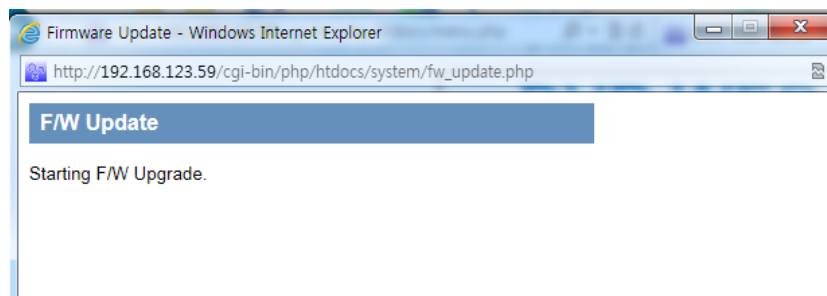 Firmware Update - Windows Internet Explorer
http://192.168.123.59/cgi-bin/php/htdocs/system/fw_update.php
F/W Update
Starting F/W Upgrade.